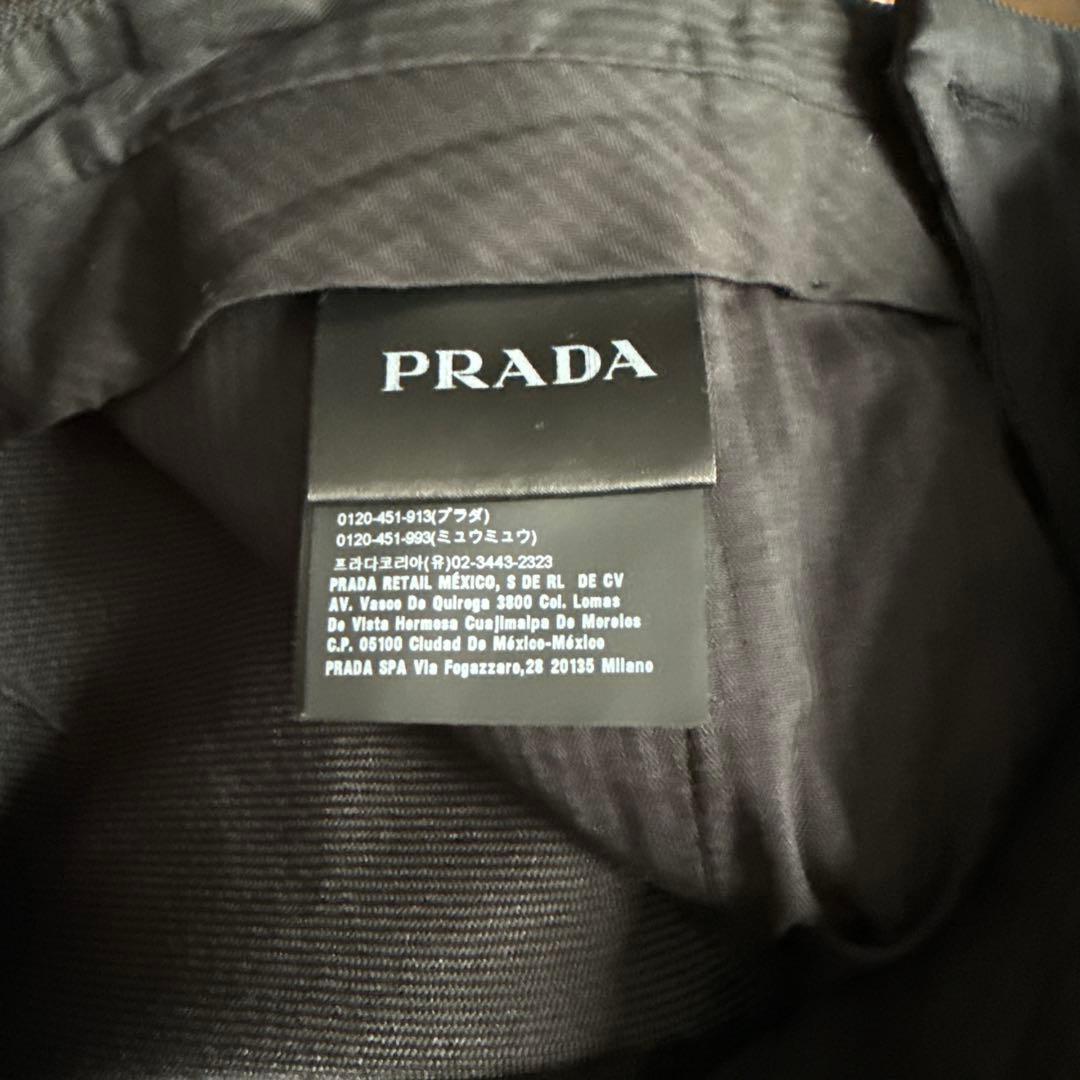 PRADA
0120-451-913(プラダ)
0120-451-993(ミュウミュウ)
프라다코리아(유)02-3443-2323
PRADA RETAIL MÉXICO, S DE RL DE CV
AV. Vasco De Quiroga 3800 Col. Lomas
De Vista Hermosa Cuajimalpa De Morelos
C.P. 05100 Ciudad De México-México
PRADA SPA Via Fogazzaro,28 20135 Milano